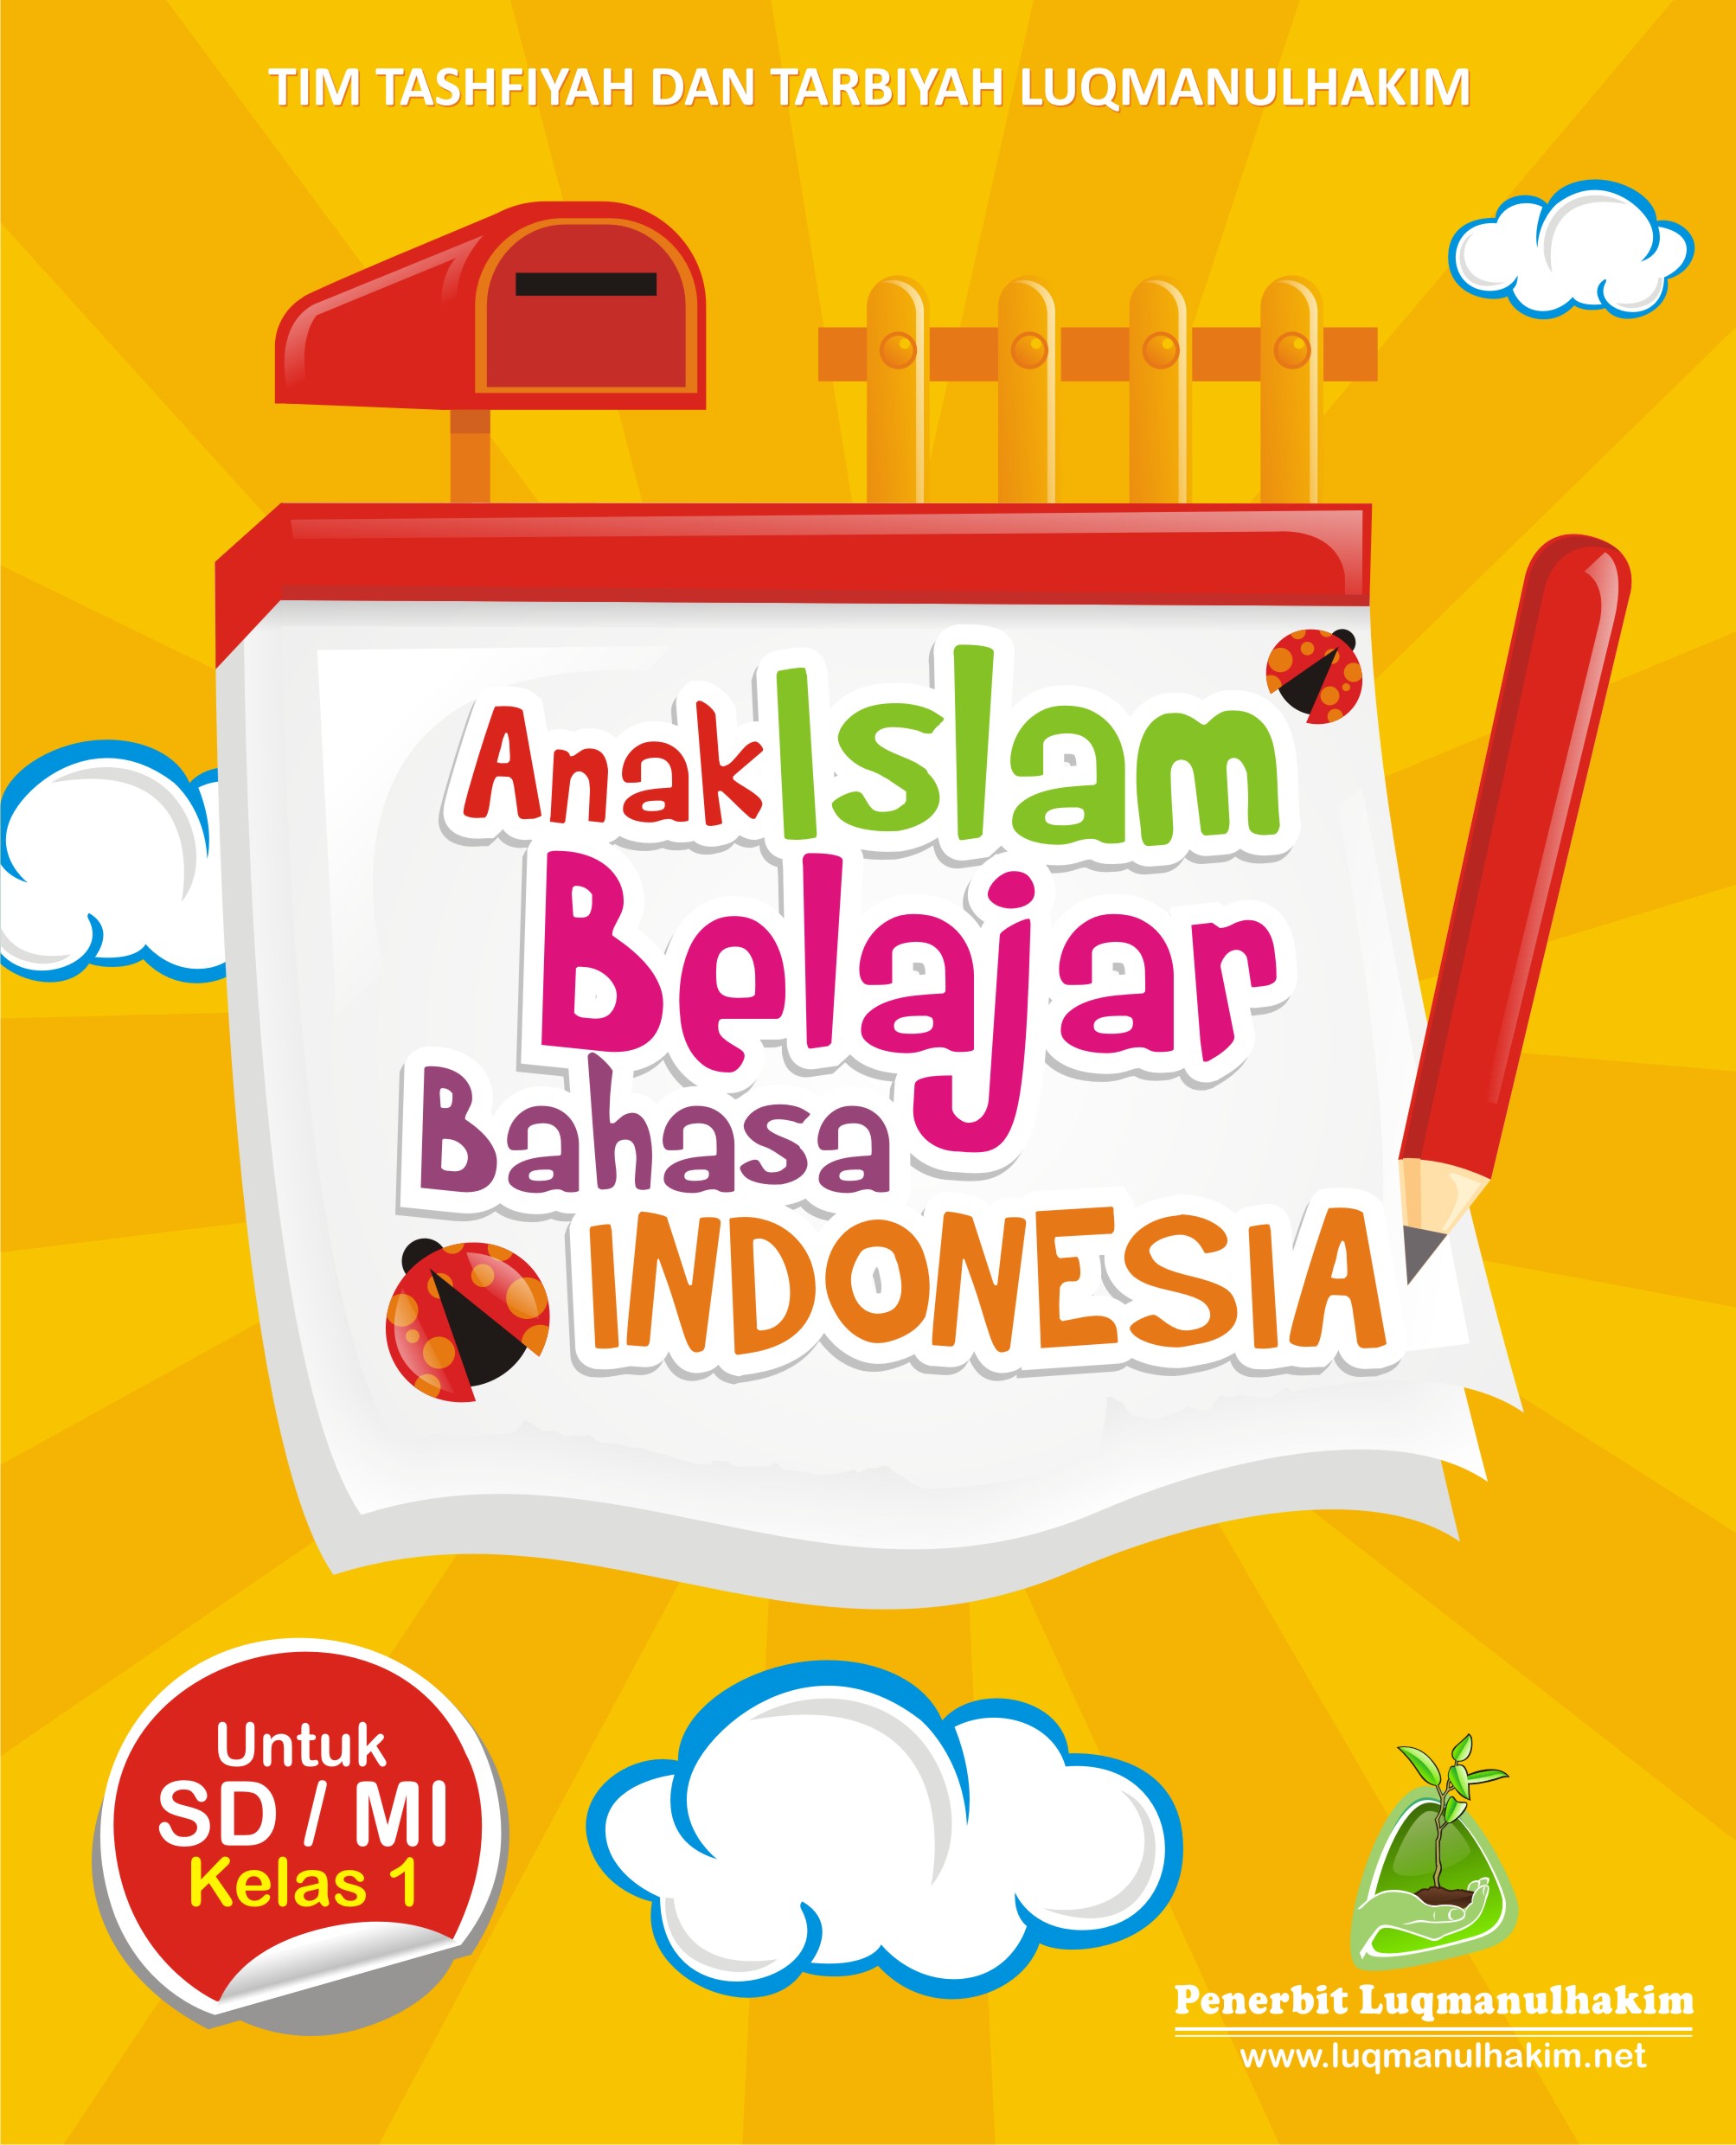 TIM TASHFIYAH DAN TARBIYAH LUQMANULHAKIM
Anak Islam
Belajar
Bahasa
INDONESIA
Untuk
SD / MI
Kelas 1
Penerbit Luqmanulhakim
www.luqmanulhakim.net